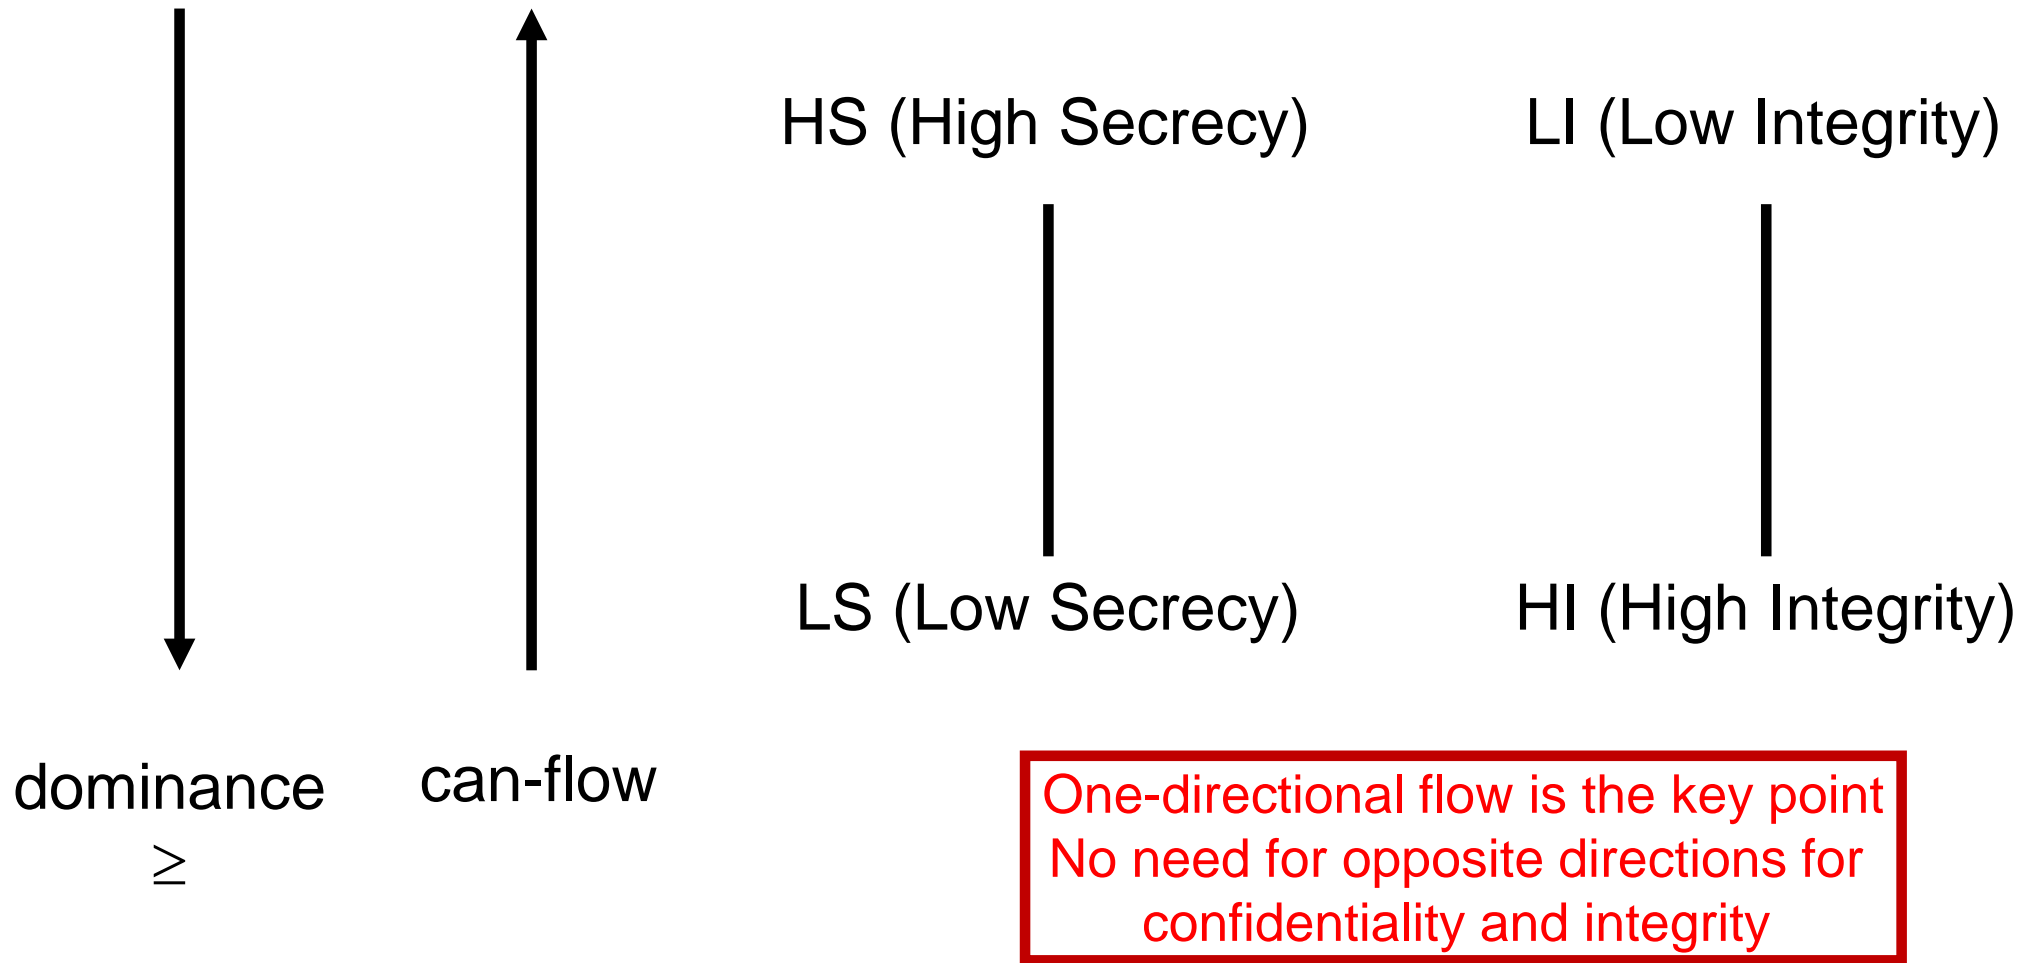 HS (High Secrecy)
LI (Low Integrity)
LS (Low Secrecy)
HI (High Integrity)
dominance
≥
can-flow
One-directional flow is the key point
No need for opposite directions for
confidentiality and integrity